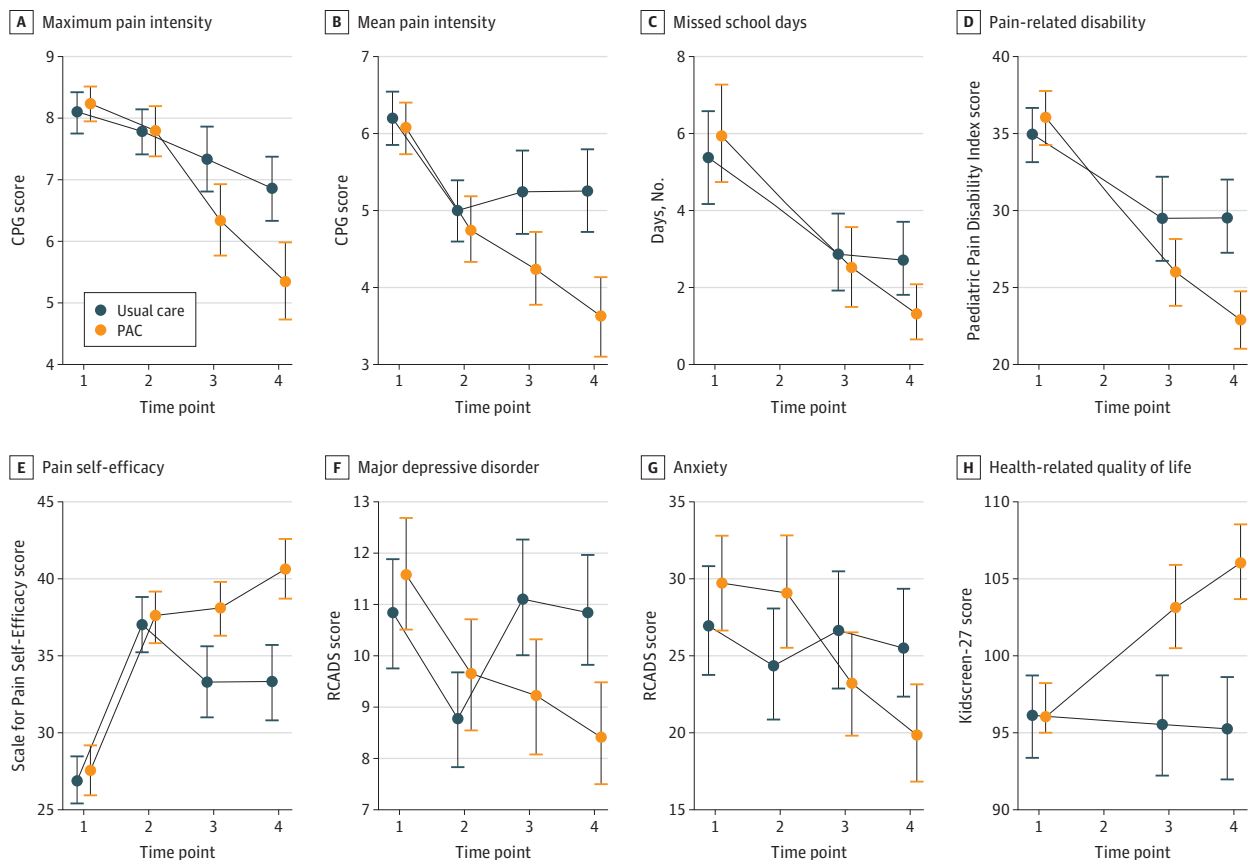 A Maximum pain intensity
9
8
7
6
5
4
CPG score
Usual care
PAC
1 2 3 4
Time point
B Mean pain intensity
7
6
5
4
3
CPG score
1 2 3 4
Time point
C Missed school days
8
6
4
2
0
Days, No.
1 2 3 4
Time point
D Pain-related disability
40
35
30
25
20
Paediatric Pain Disability Index score
1 2 3 4
Time point
E Pain self-efficacy
45
40
35
30
25
Scale for Pain Self-Efficacy score
1 2 3 4
Time point
F Major depressive disorder
13
12
11
10
9
8
7
RCADS score
1 2 3 4
Time point
G Anxiety
35
30
25
20
15
RCADS score
1 2 3 4
Time point
H Health-related quality of life
110
105
100
95
90
Kidscreen-27 score
1 2 3 4
Time point